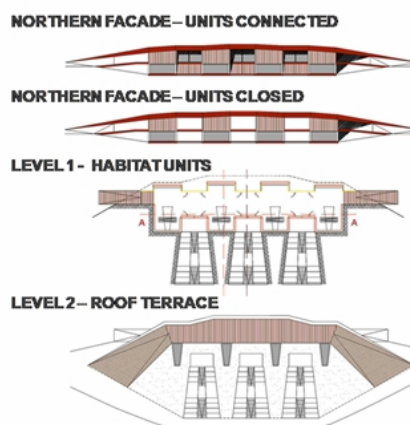 NORTHERN FACADE – UNITS CONNECTED
NORTHERN FACADE – UNITS CLOSED
LEVEL 1 - HABITAT UNITS
A A
LEVEL 2 – ROOF TERRACE